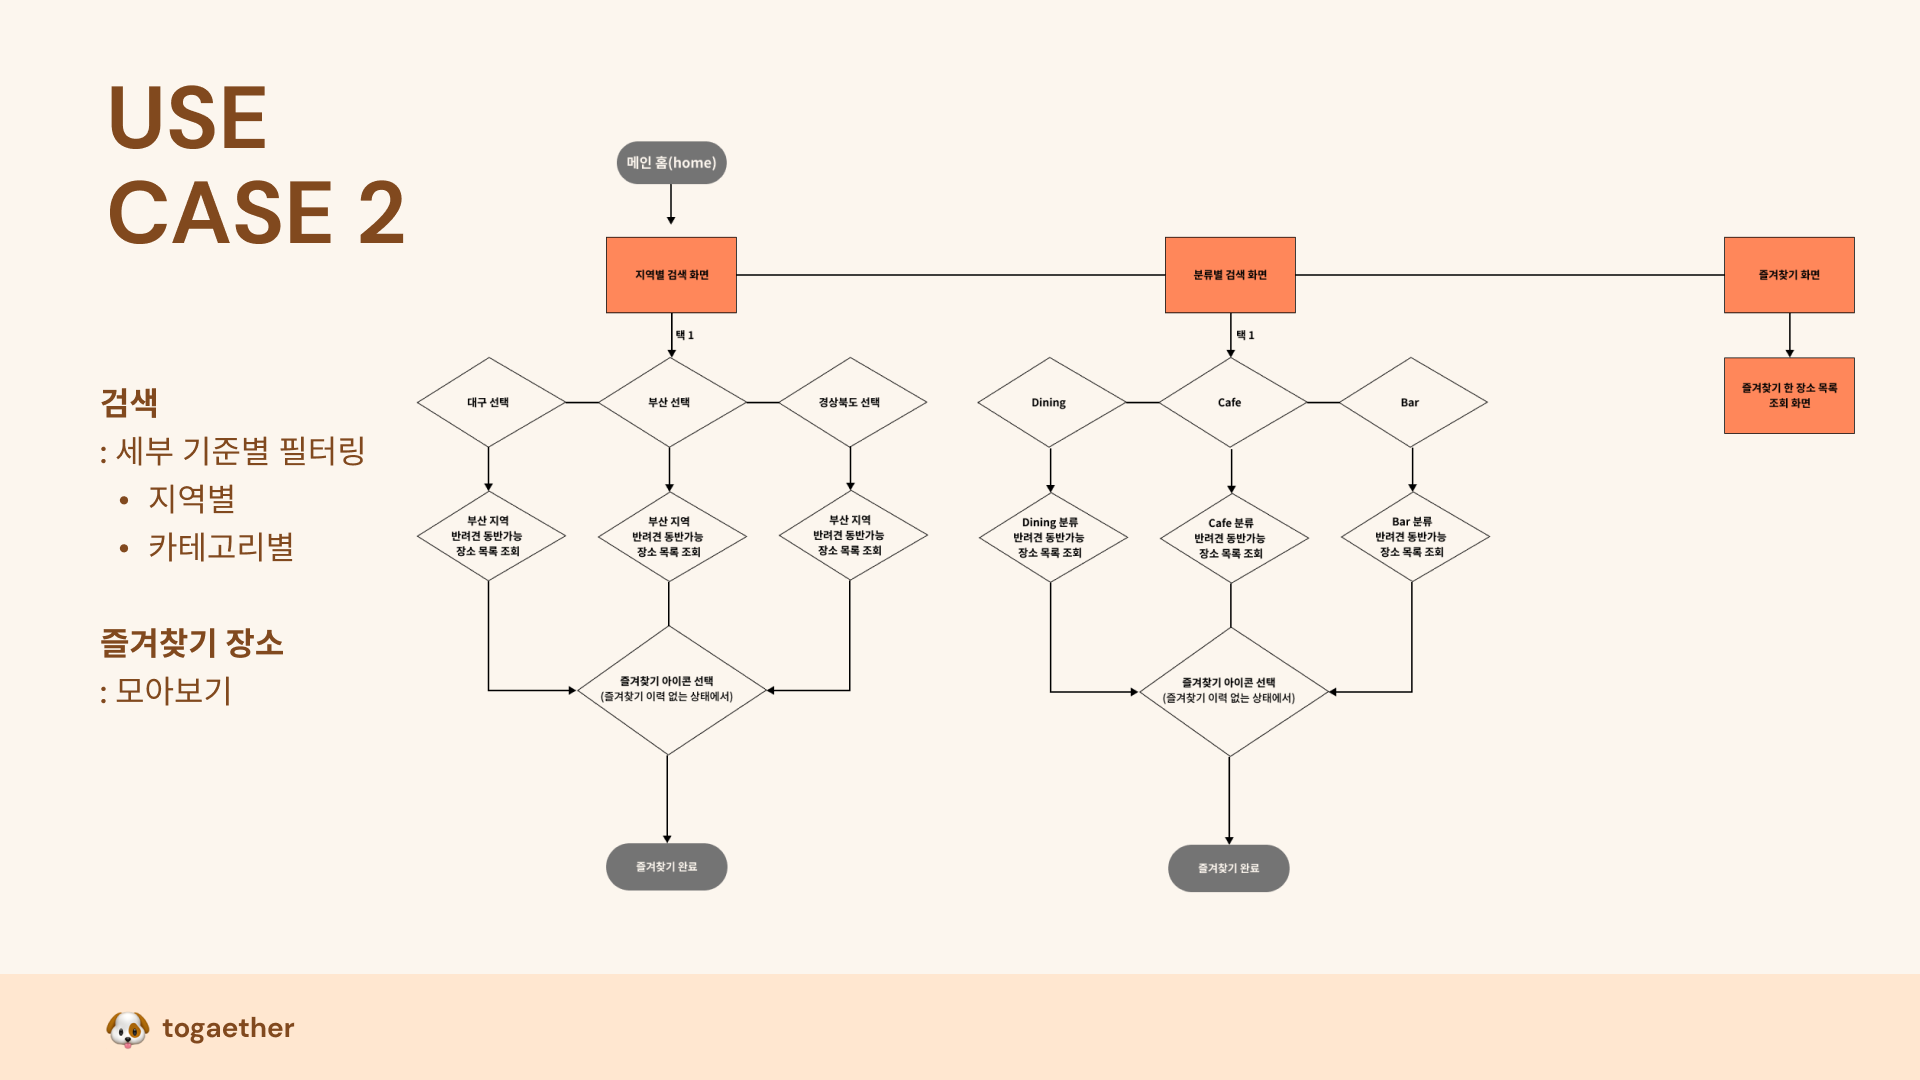 USE
CASE 2
검색
: 세부 기준별 필터링
• 지역별
• 카테고리별
즐겨찾기 장소
: 모아보기
메인 홈(home)
지역별 검색 화면
분류별 검색 화면
즐겨찾기 화면
택 1
택 1
즐겨찾기 한 장소 목록
조회 화면
대구 선택
부산 선택
경상북도 선택
Dining
Cafe
Bar
부산 지역
반려견 동반가능
장소 목록 조회
부산 지역
반려견 동반가능
장소 목록 조회
부산 지역
반려견 동반가능
장소 목록 조회
Dining 분류
반려견 동반가능
장소 목록 조회
Cafe 분류
반려견 동반가능
장소 목록 조회
Bar 분류
반려견 동반가능
장소 목록 조회
즐겨찾기 아이콘 선택
(즐겨찾기 이력 없는 상태에서)
즐겨찾기 아이콘 선택
(즐겨찾기 이력 없는 상태에서)
즐겨찾기 완료
즐겨찾기 완료
togaether